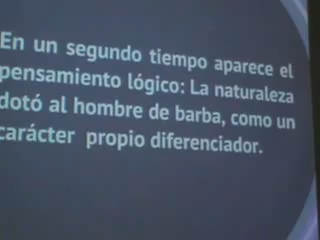 En un segundo tiempo aparece el
pensamiento lógico: La naturaleza
dotó al hombre de barba, como un
carácter propio diferenciador.